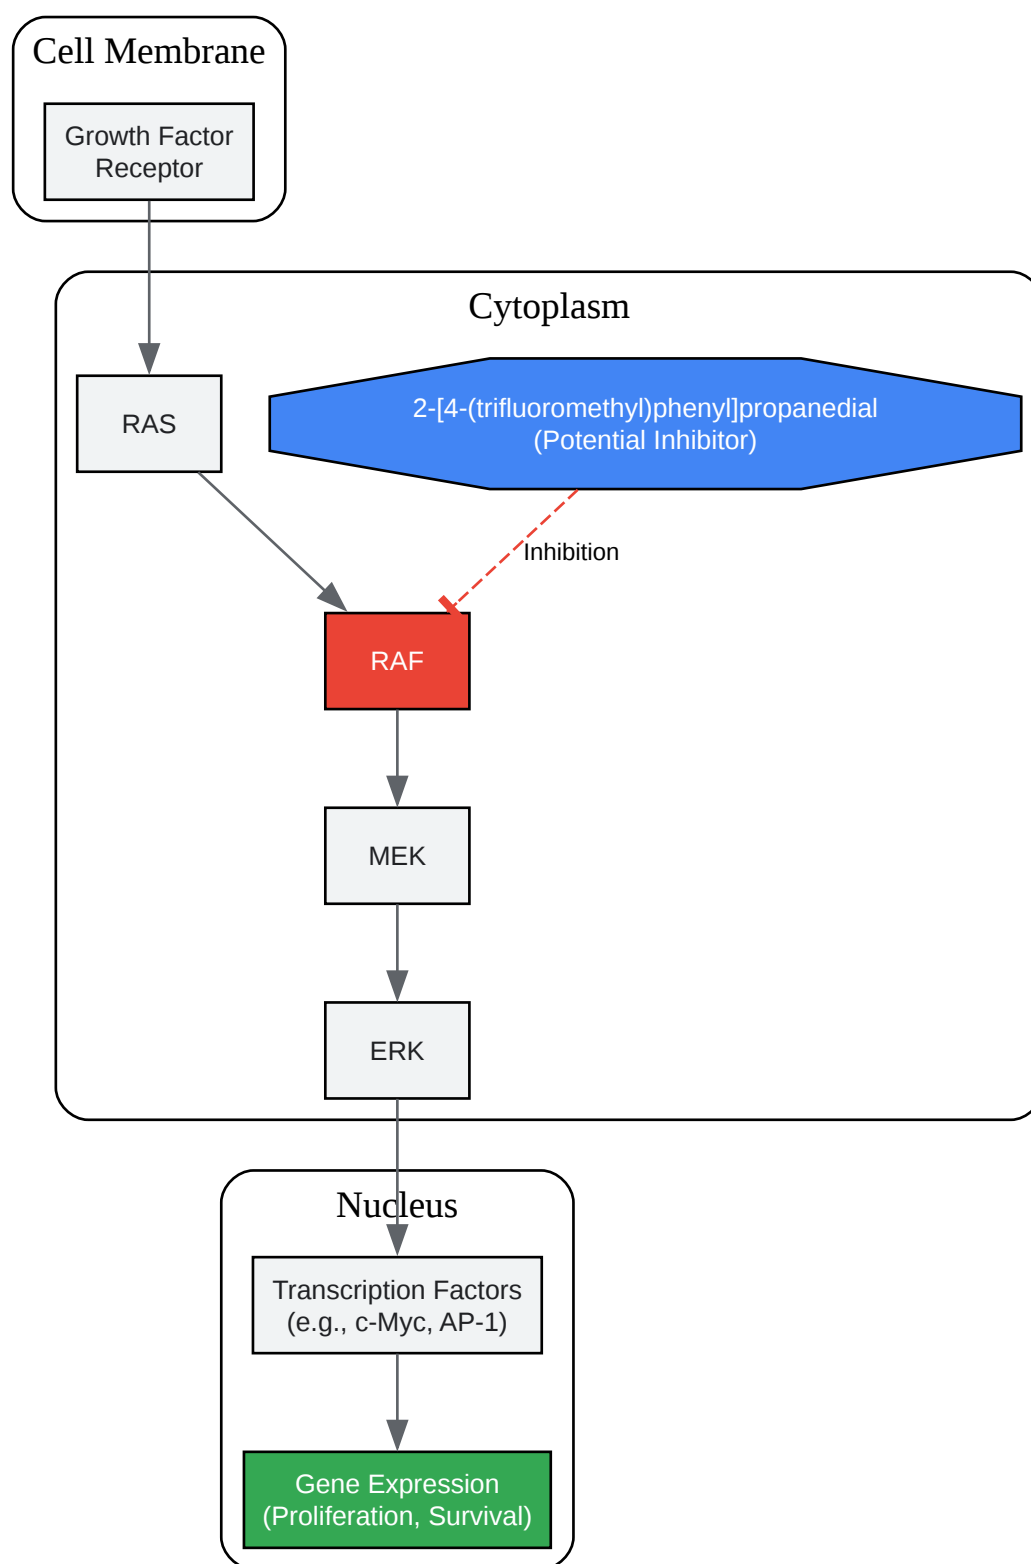 Cell Membrane
Growth Factor
Receptor
Cytoplasm
RAS
2-[4-(trifluoromethyl)phenyl]propanedial
(Potential Inhibitor)
Inhibition
RAF
MEK
ERK
Nucleus
Transcription Factors
(e.g., c-Myc, AP-1)
Gene Expression
(Proliferation, Survival)